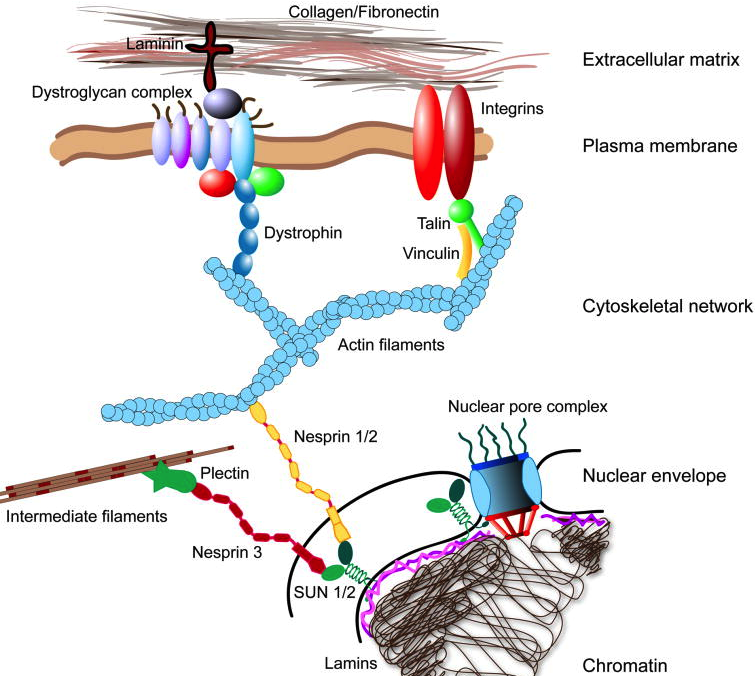 Collagen/Fibronectin
Laminin
Extracellular matrix
Dystroglycan complex
Integrins
Plasma membrane
Talin
Dystrophin
Vinculin
Cytoskeletal network
Actin filaments
Nuclear pore complex
Nesprin 1/2
Plectin
Nuclear envelope
Intermediate filaments
Nesprin 3
SUN 1/2
Lamins
Chromatin